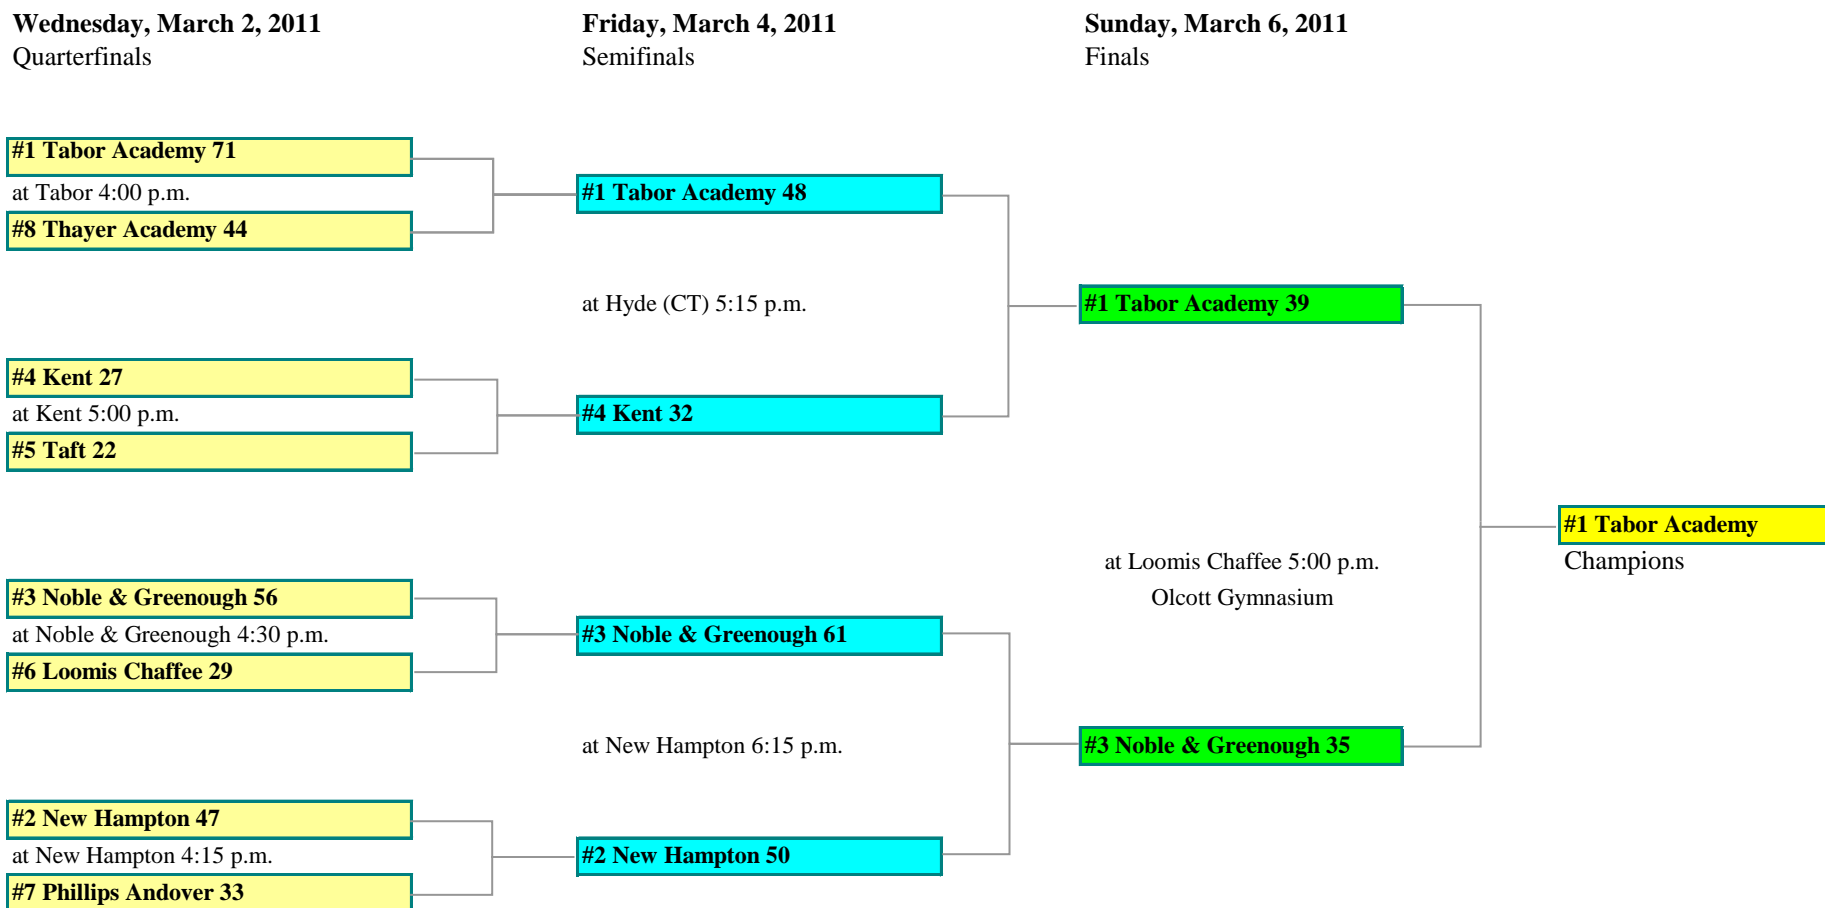 Wednesday, March 2, 2011
Quarterfinals
Friday, March 4, 2011
Semifinals
Sunday, March 6, 2011
Finals
#1 Tabor Academy 71
at Tabor 4:00 p.m.
#8 Thayer Academy 44
#4 Kent 27
at Kent 5:00 p.m.
#5 Taft 22
#3 Noble & Greenough 56
at Noble & Greenough 4:30 p.m.
#6 Loomis Chaffee 29
#2 New Hampton 47
at New Hampton 4:15 p.m.
#7 Phillips Andover 33
#1 Tabor Academy 48
at Hyde (CT) 5:15 p.m.
#4 Kent 32
#3 Noble & Greenough 61
at New Hampton 6:15 p.m.
#2 New Hampton 50
#1 Tabor Academy 39
at Loomis Chaffee 5:00 p.m.
Olcott Gymnasium
#3 Noble & Greenough 35
#1 Tabor Academy
Champions